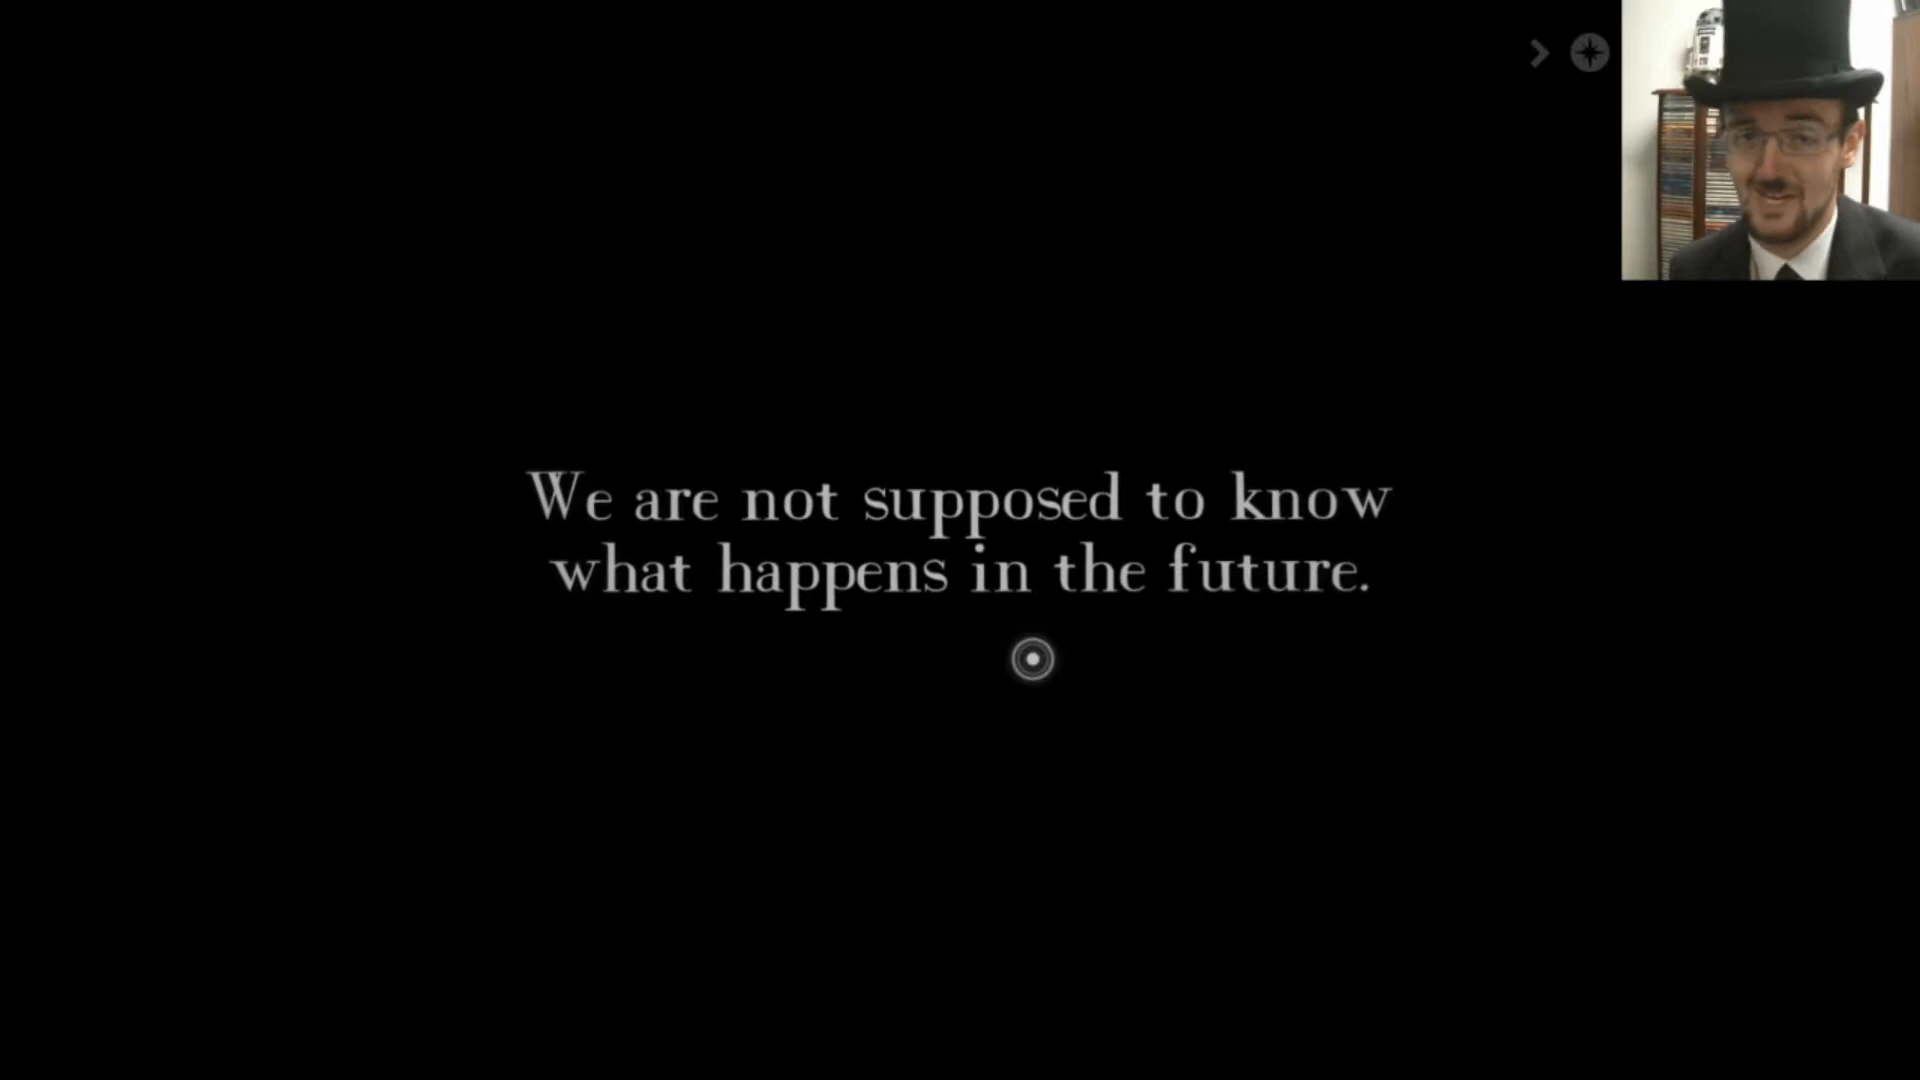 We are not supposed to know
what happens in the future.